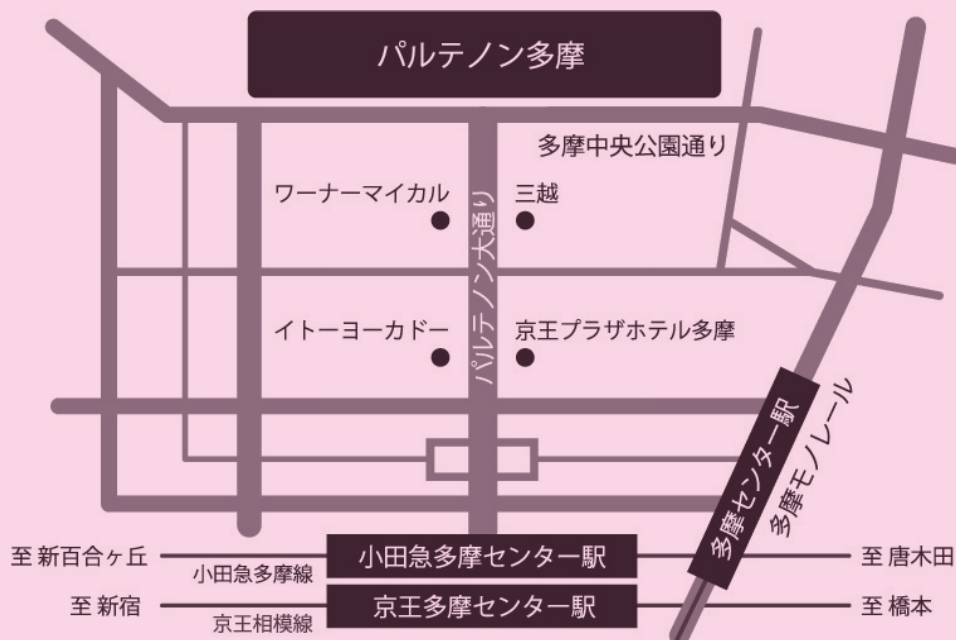 パルテノン多摩
多摩中央公園通り
ワーナーマイカル
三越
パルテノン大通り
イトーヨーカドー
京王プラザホテル多摩
多摩センター駅
多摩モノレール
至 新百合ヶ丘
小田急多摩線
小田急多摩センター駅
至 唐木田
至 新宿
京王相模線
京王多摩センター駅
至 橋本